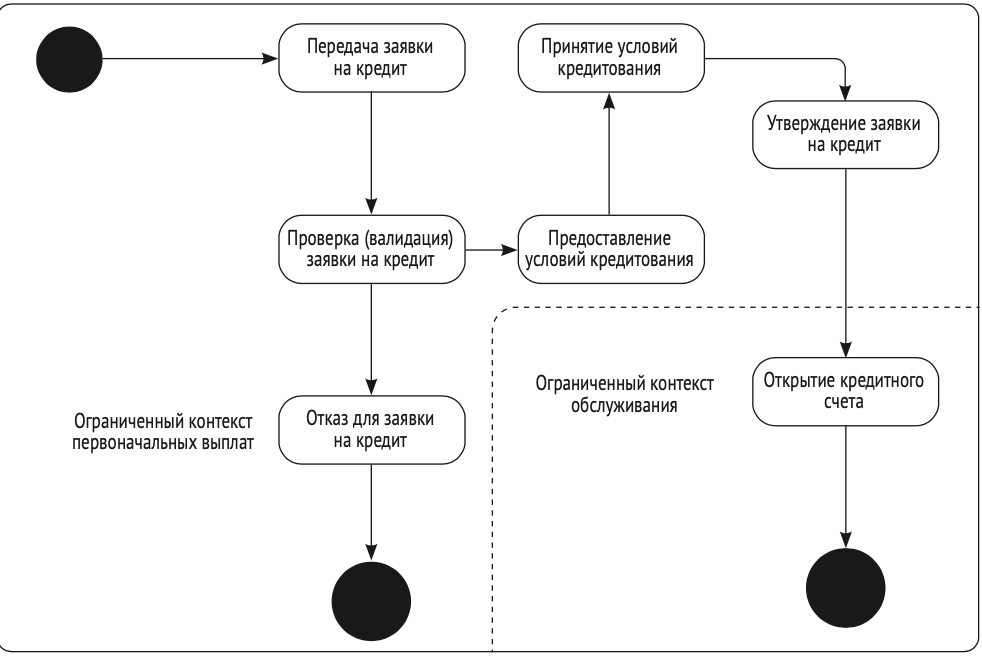 Передача заявки
на кредит
Принятие условий
кредитования
Утверждение заявки
на кредит
Проверка (валидация)
заявки на кредит
Предоставление
условий кредитования
Ограниченный контекст
обслуживания
Открытие кредитного
счета
Ограниченный контекст
первоначальных выплат
Отказ для заявки
на кредит